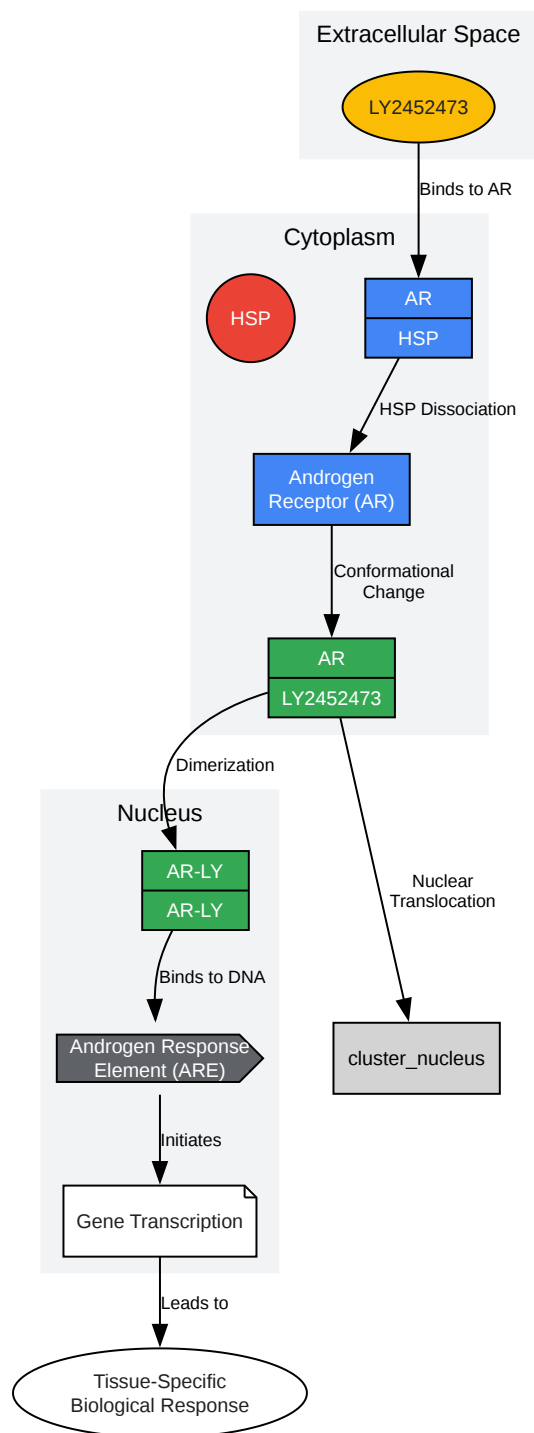 Extracellular Space
LY2452473
Binds to AR
Cytoplasm
HSP
AR
HSP
HSP Dissociation
Androgen
Receptor (AR)
Conformational
Change
AR
LY2452473
Dimerization
Nucleus
AR-LY
AR-LY
Nuclear
Translocation
Binds to DNA
Androgen Response
Element (ARE)
cluster_nucleus
Initiates
Gene Transcription
Leads to
Tissue-Specific
Biological Response